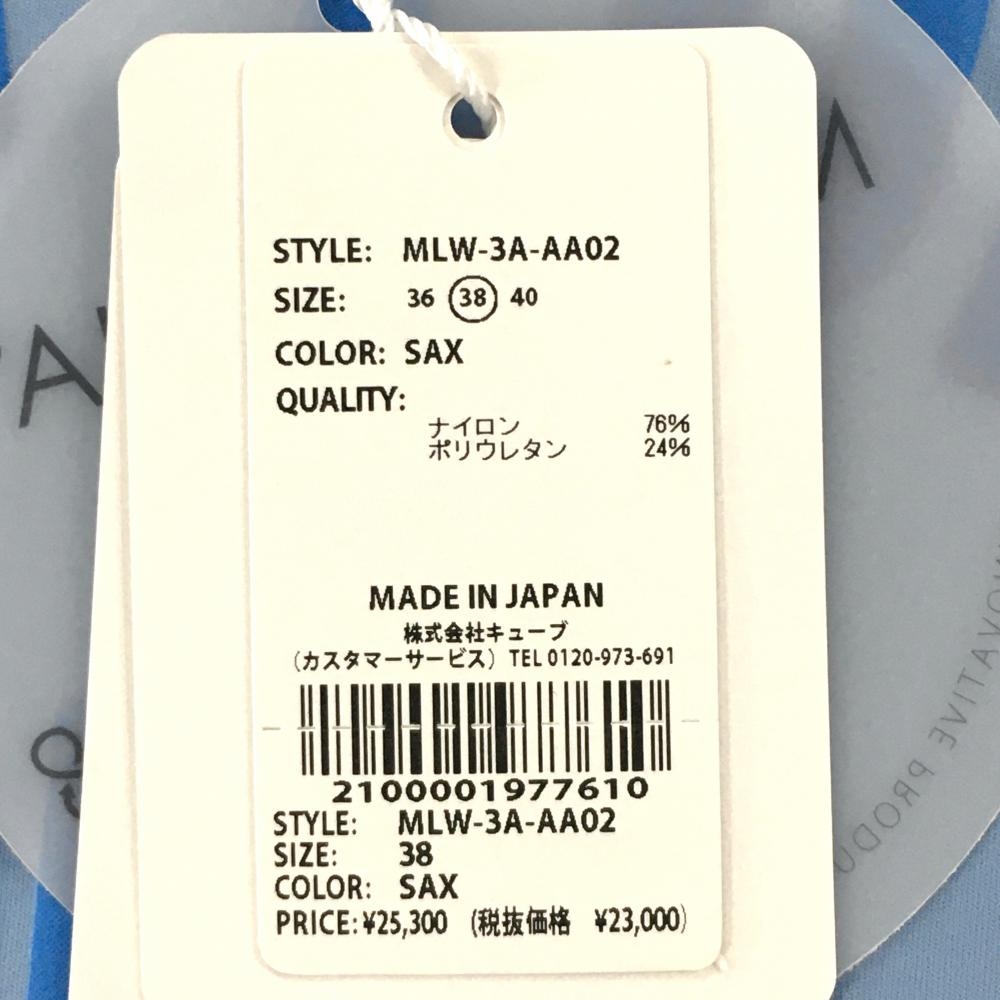 STYLE: MLW-3A-AA02
SIZE: 36 38 40
COLOR: SAX
QUALITY:
ナイロン 76%
ポリウレタン 24%
MADE IN JAPAN
株式会社キューブ
(カスタマーサービス) TEL 0120-973-691
2100001977610
STYLE: MLW-3A-AA02
SIZE: 38
COLOR: SAX
PRICE:¥25,300 (税抜価格 ¥23,000)